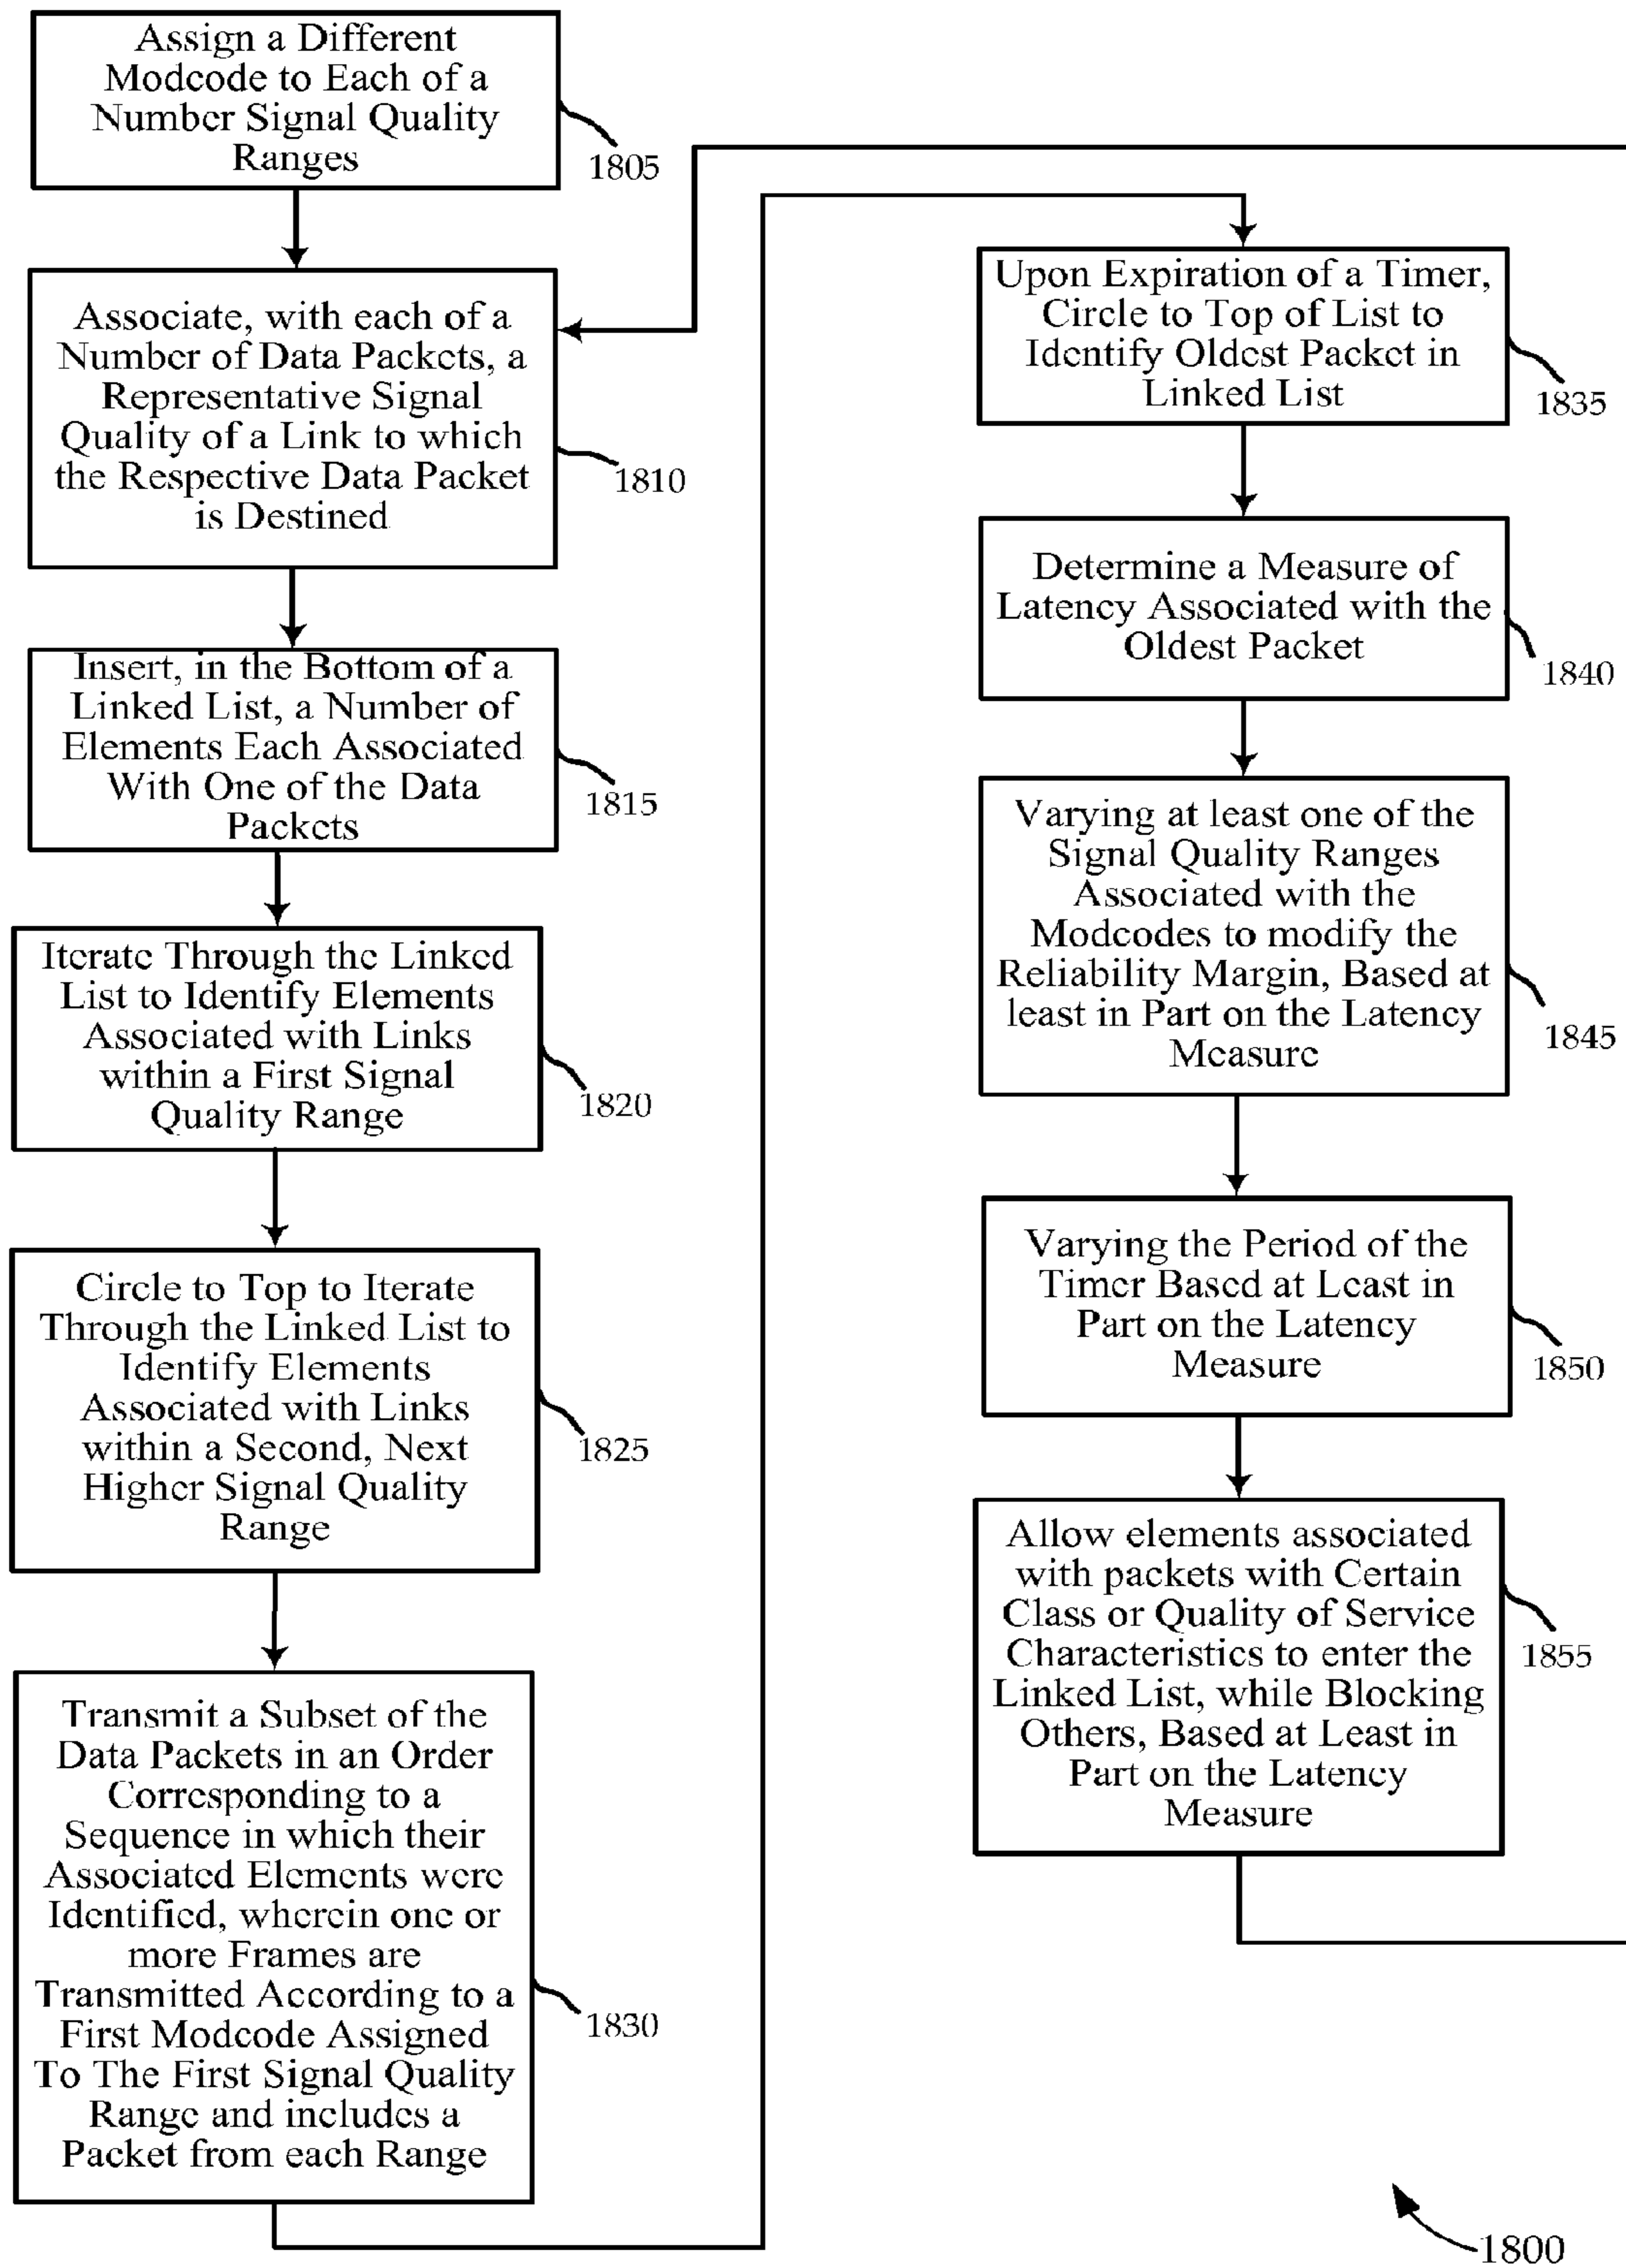 Assign a Different
Modcode to Each of a
Number Signal Quality
Ranges
1805
Associate, with each of a
Number of Data Packets, a
Representative Signal
Quality of a Link to which
the Respective Data Packet
is Destined
1810
Insert, in the Bottom of a
Linked List, a Number of
Elements Each Associated
With One of the Data
Packets
1815
Iterate Through the Linked
List to Identify Elements
Associated with Links
within a First Signal
Quality Range
1820
Circle to Top to Iterate
Through the Linked List to
Identify Elements
Associated with Links
within a Second, Next
Higher Signal Quality
Range
1825
Transmit a Subset of the
Data Packets in an Order
Corresponding to a
Sequence in which their
Associated Elements were
Identified, wherein one or
more Frames are
Transmitted According to a
First Modcode Assigned
To The First Signal Quality
Range and includes a
Packet from each Range
1830
Upon Expiration of a Timer,
Circle to Top of List to
Identify Oldest Packet in
Linked List
1835
Determine a Measure of
Latency Associated with the
Oldest Packet
1840
Varying at least one of the
Signal Quality Ranges
Associated with the
Modcodes to modify the
Reliability Margin, Based at
least in Part on the Latency
Measure
1845
Varying the Period of the
Timer Based at Least in
Part on the Latency
Measure
1850
Allow elements associated
with packets with Certain
Class or Quality of Service
Characteristics to enter the
Linked List, while Blocking
Others, Based at Least in
Part on the Latency
Measure
1855
1800